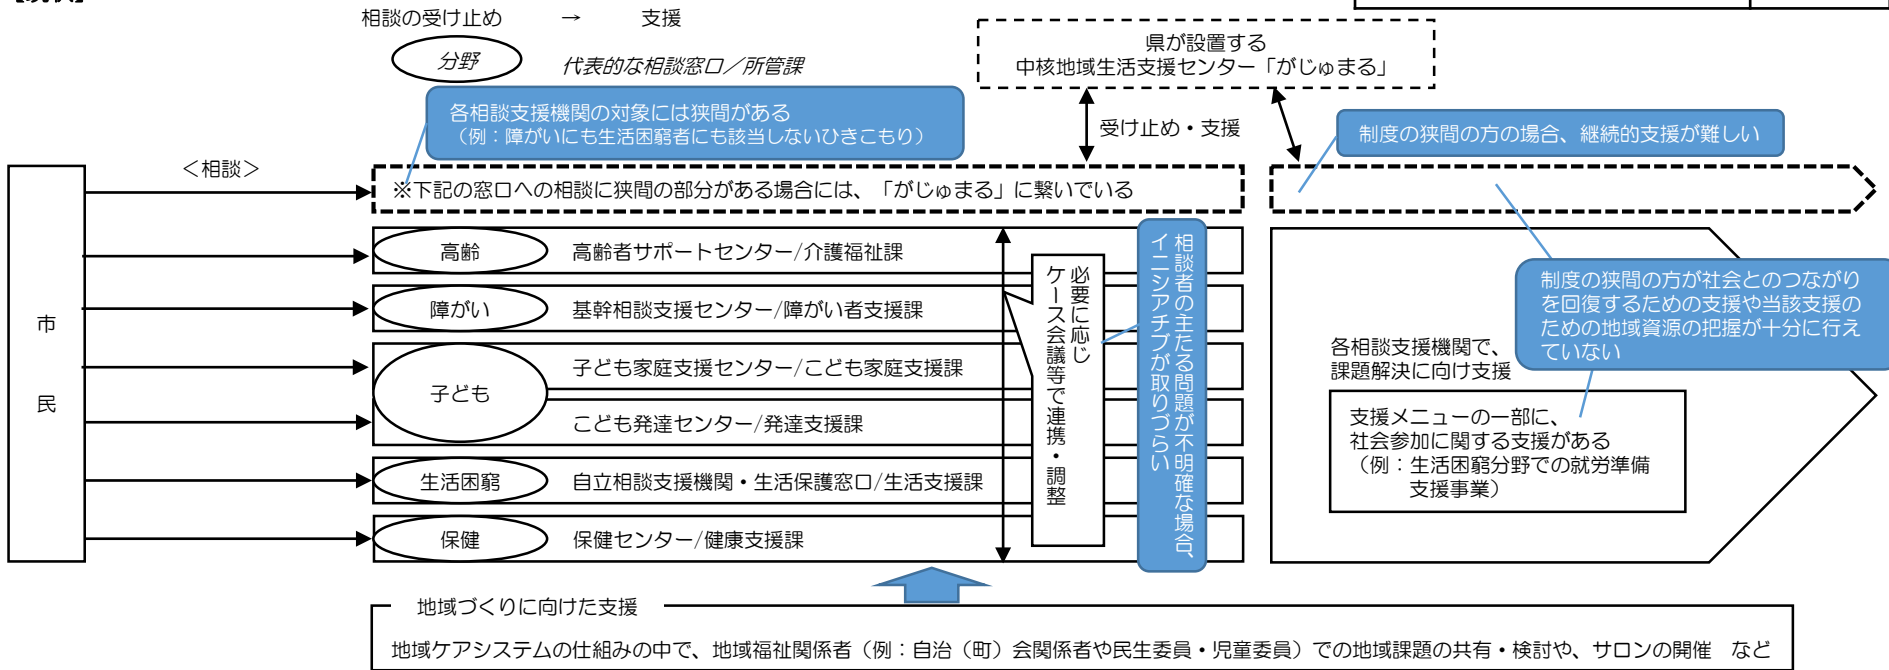 相談の受け止め　→　支援
分野　代表的な相談窓口／所管課
県が設置する
中核地域生活支援センター「がじゅまる」
各相談支援機関の対象には狭間がある
（例：障がいにも生活困窮者にも該当しないひきこもり）
受け止め・支援
制度の狭間の方の場合、継続的支援が難しい
＜相談＞
※下記の窓口への相談に狭間の部分がある場合には、「がじゅまる」に繋いでいる
市民
高齢　高齢者サポートセンター/介護福祉課
障がい　基幹相談支援センター/障がい者支援課
子ども　子ども家庭支援センター/こども家庭支援課
こども発達センター/発達支援課
生活困窮　自立相談支援機関・生活保護窓口/生活支援課
保健　保健センター/健康支援課
必要に応じ
ケース会議等で連携・調整
相談者の主たる問題が不明確な場合、
イニシアチブが取りづらい
制度の狭間の方が社会とのつながり
を回復するための支援や当該支援の
ための地域資源の把握が十分に行え
ていない
各相談支援機関で、
課題解決に向け支援
支援メニューの一部に、
社会参加に関する支援がある
（例：生活困窮分野での就労準備
支援事業）
地域づくりに向けた支援
地域ケアシステムの仕組みの中で、地域福祉関係者（例：自治（町）会関係者や民生委員・児童委員）での地域課題の共有・検討や、サロンの開催　など